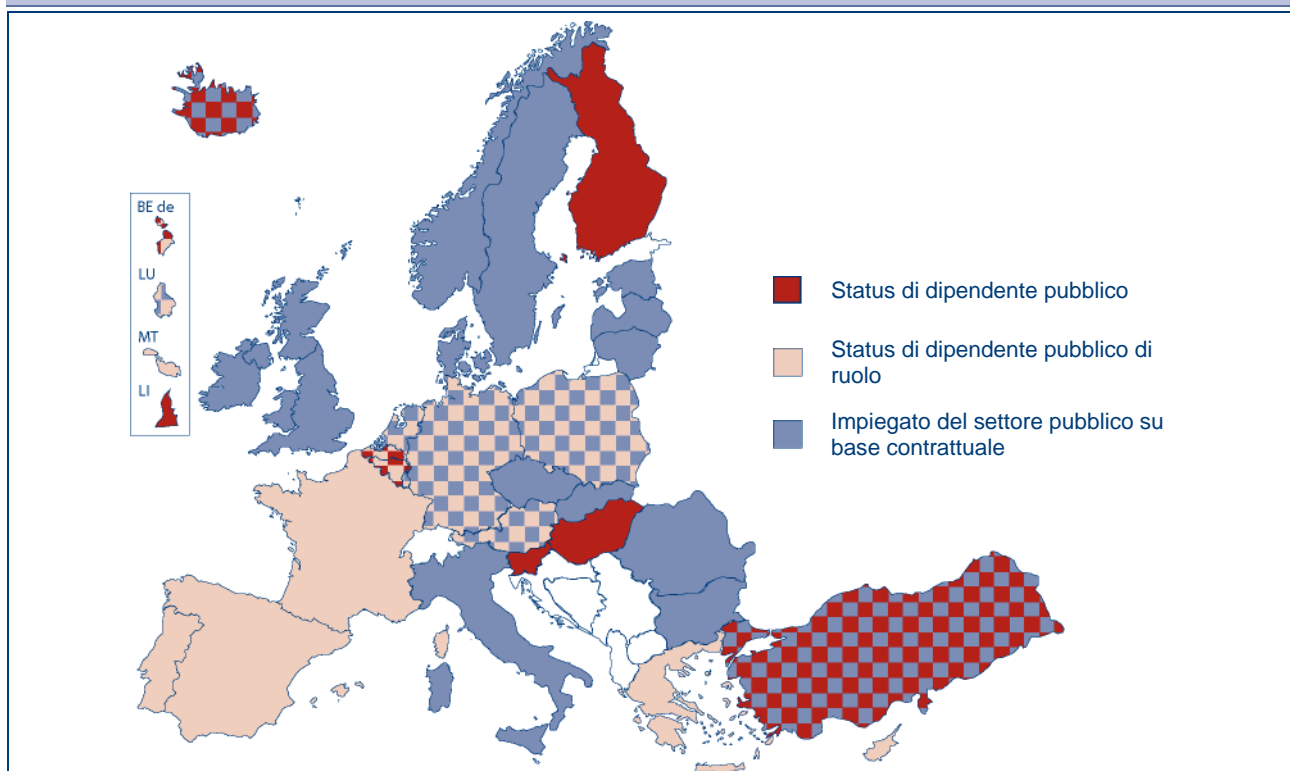 BE de
LU
MT
LI
Status di dipendente pubblico
Status di dipendente pubblico di
ruolo
Impiegato del settore pubblico su
base contrattuale